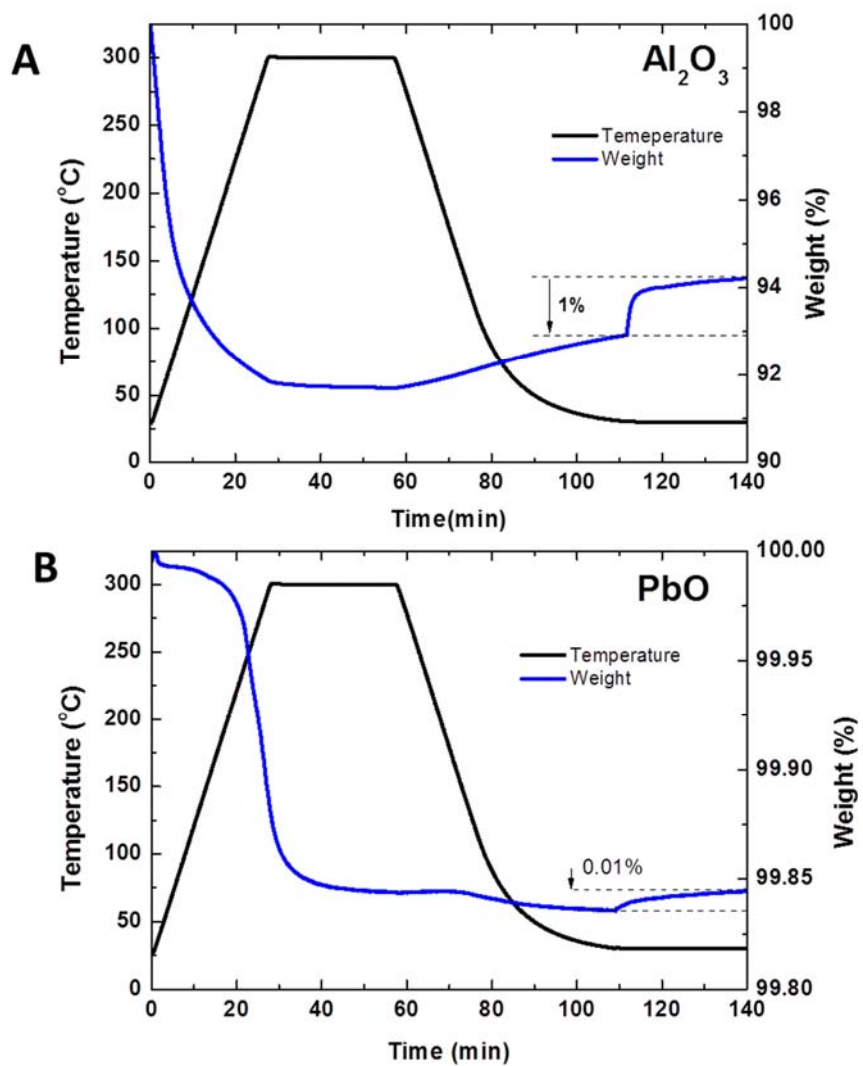 A
Al₂O₃
Temeperature
Weight
1%
Temperature (°C)
300
250
200
150
100
50
0
Weight (%)
100
98
96
94
92
90
0 20 40 60 80 100 120 140
Time(min)
B
PbO
Temperature
Weight
0.01%
Temperature (°C)
300
250
200
150
100
50
0
Weight (%)
100.00
99.95
99.90
99.85
99.80
0 20 40 60 80 100 120 140
Time (min)